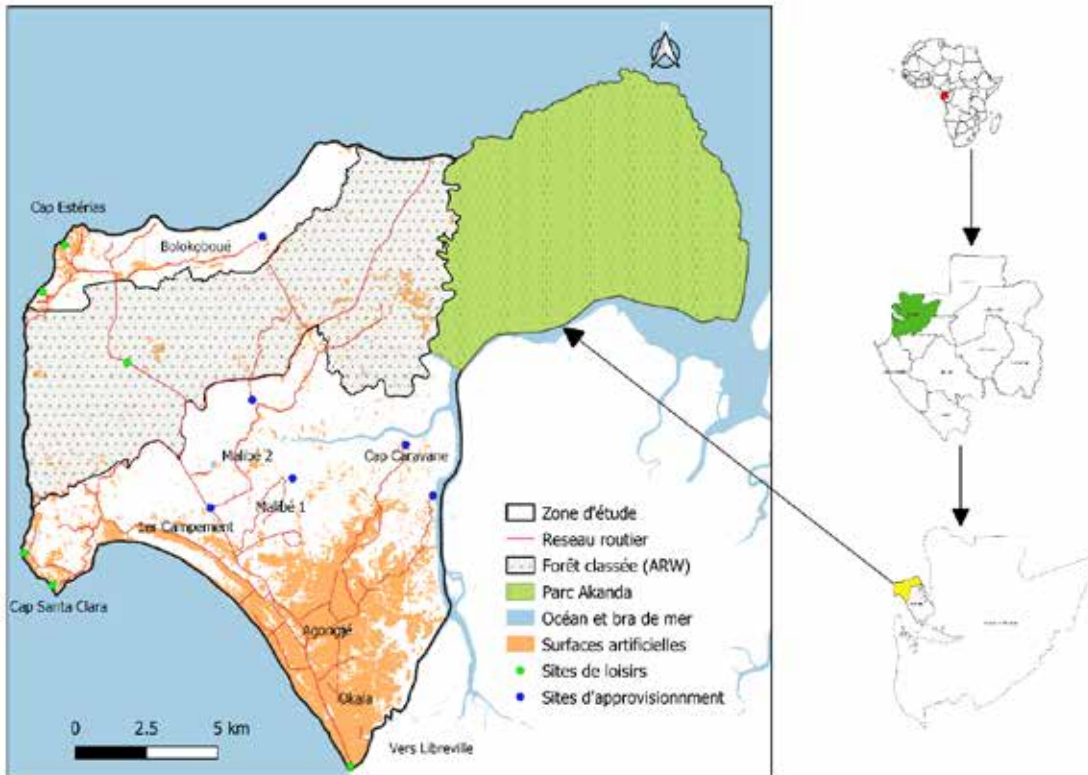 Cap Estérias
Bolokoboué
Malibé 2
Cap Caravane
Malibé 1
1er Campement
Cap Santa Clara
Agongjé
Okala
Vers Libreville
0 2.5 5 km
Zone d'étude
Reseau routier
Forêt classée (ARW)
Parc Akanda
Océan et bra de mer
Surfaces artificielles
Sites de loisirs
Sites d'approvisionnment